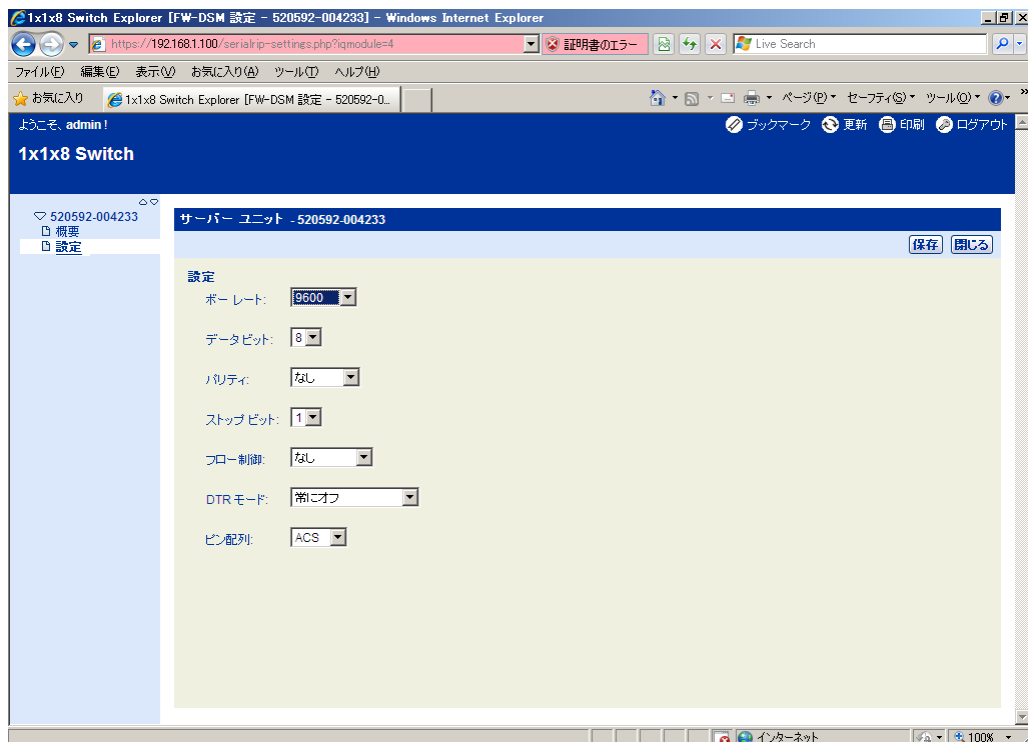 1x1x8 Switch Explorer [FW-DSM 設定 - 520592-004233] - Windows Internet Explorer
https://192.168.1.100/serialrip-settings.php?iqmodule=4
証明書のエラー
Live Search
ファイル(F) 編集(E) 表示(V) お気に入り(A) ツール(T) ヘルプ(H)
お気に入り
1x1x8 Switch Explorer [FW-DSM 設定 - 520592-0...
ページ(P) セーフティ(S) ツール(O)
ようこそ、admin !
ブックマーク 更新 印刷 ログアウト
1x1x8 Switch
520592-004233
概要
設定
サーバー ユニット - 520592-004233
保存 閉じる
設定
ボー レート: 9600
データ ビット: 8
パリティ: なし
ストップ ビット: 1
フロー制御: なし
DTR モード: 常にオフ
ピン配列: ACS
インターネット
100%